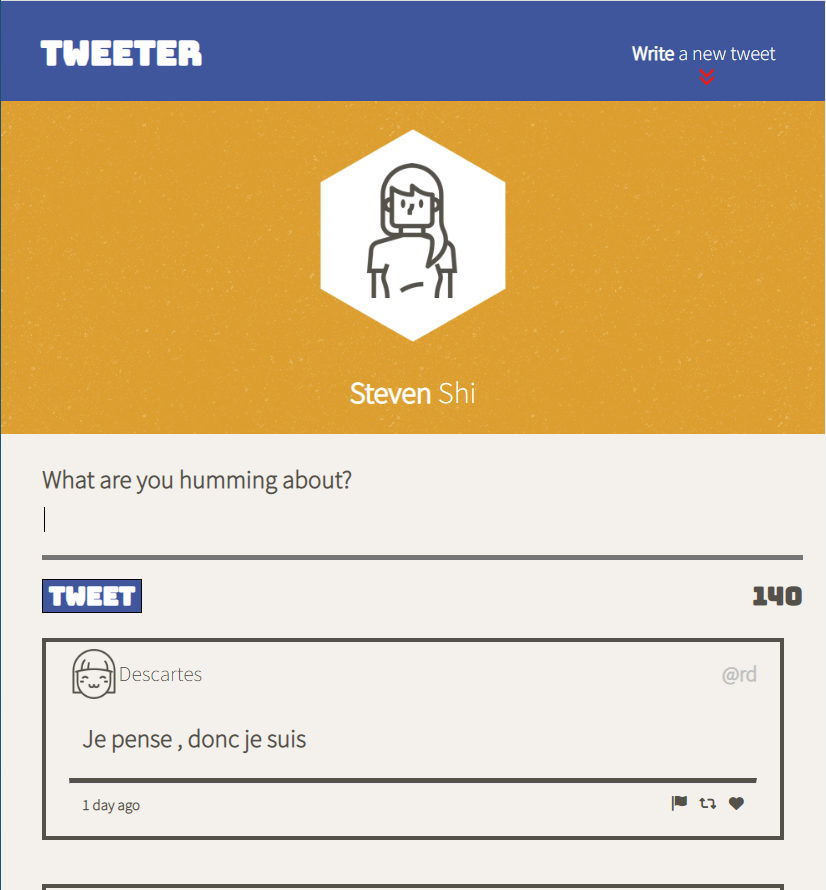 TWEETER
Write a new tweet
Steven Shi
What are you humming about?
TWEET
140
Descartes
@rd
Je pense , donc je suis
1 day ago